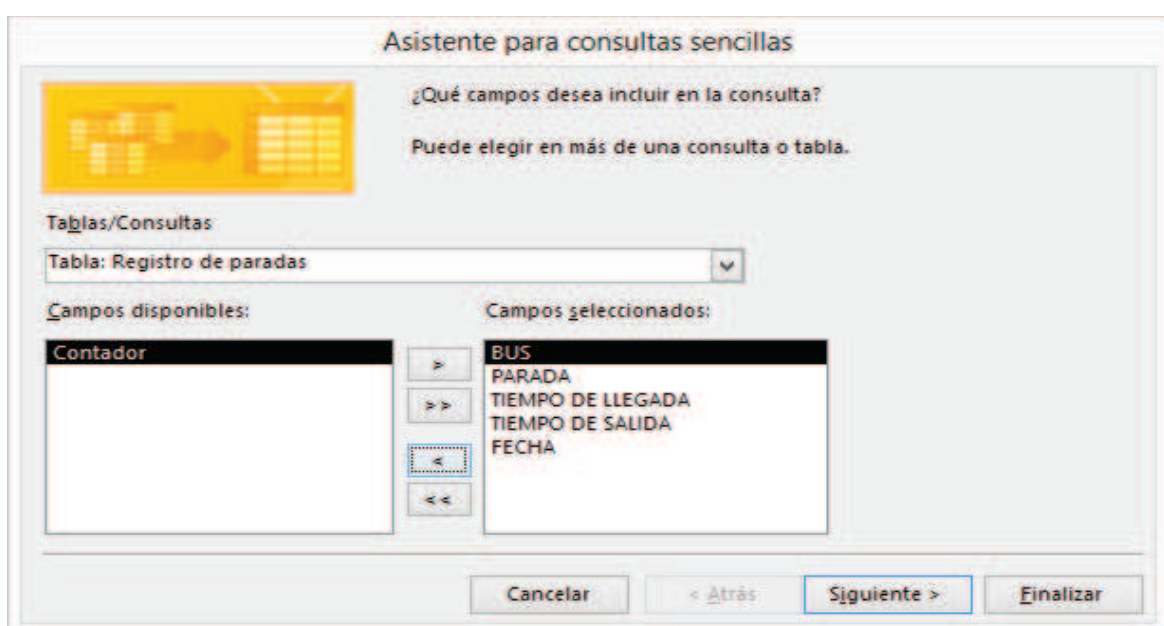 Asistente para consultas sencillas
¿Qué campos desea incluir en la consulta?
Puede elegir en más de una consulta o tabla.
Tablas/Consultas
Tabla: Registro de paradas
Campos disponibles:
Campos seleccionados:
Contador
BUS
PARADA
TIEMPO DE LLEGADA
TIEMPO DE SALIDA
FECHA
>
>>
<
<<
Cancelar
< Atrás
Siguiente >
Finalizar